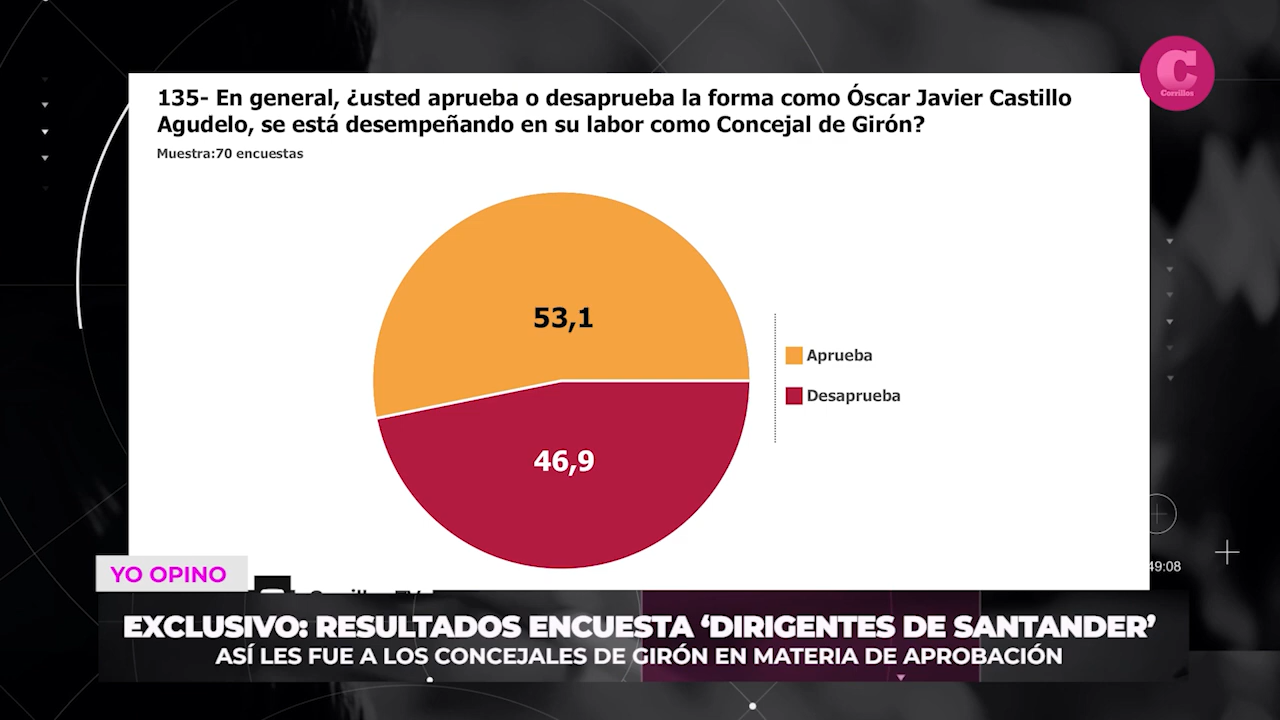 135- En general, ¿usted aprueba o desaprueba la forma como Óscar Javier Castillo
Agudelo, se está desempeñando en su labor como Concejal de Girón?
Muestra:70 encuestas
C
Corrillos
53,1
46,9
Aprueba
Desaprueba
49:08
YO OPINO
EXCLUSIVO: RESULTADOS ENCUESTA ‘DIRIGENTES DE SANTANDER’
ASÍ LES FUE A LOS CONCEJALES DE GIRÓN EN MATERIA DE APROBACIÓN